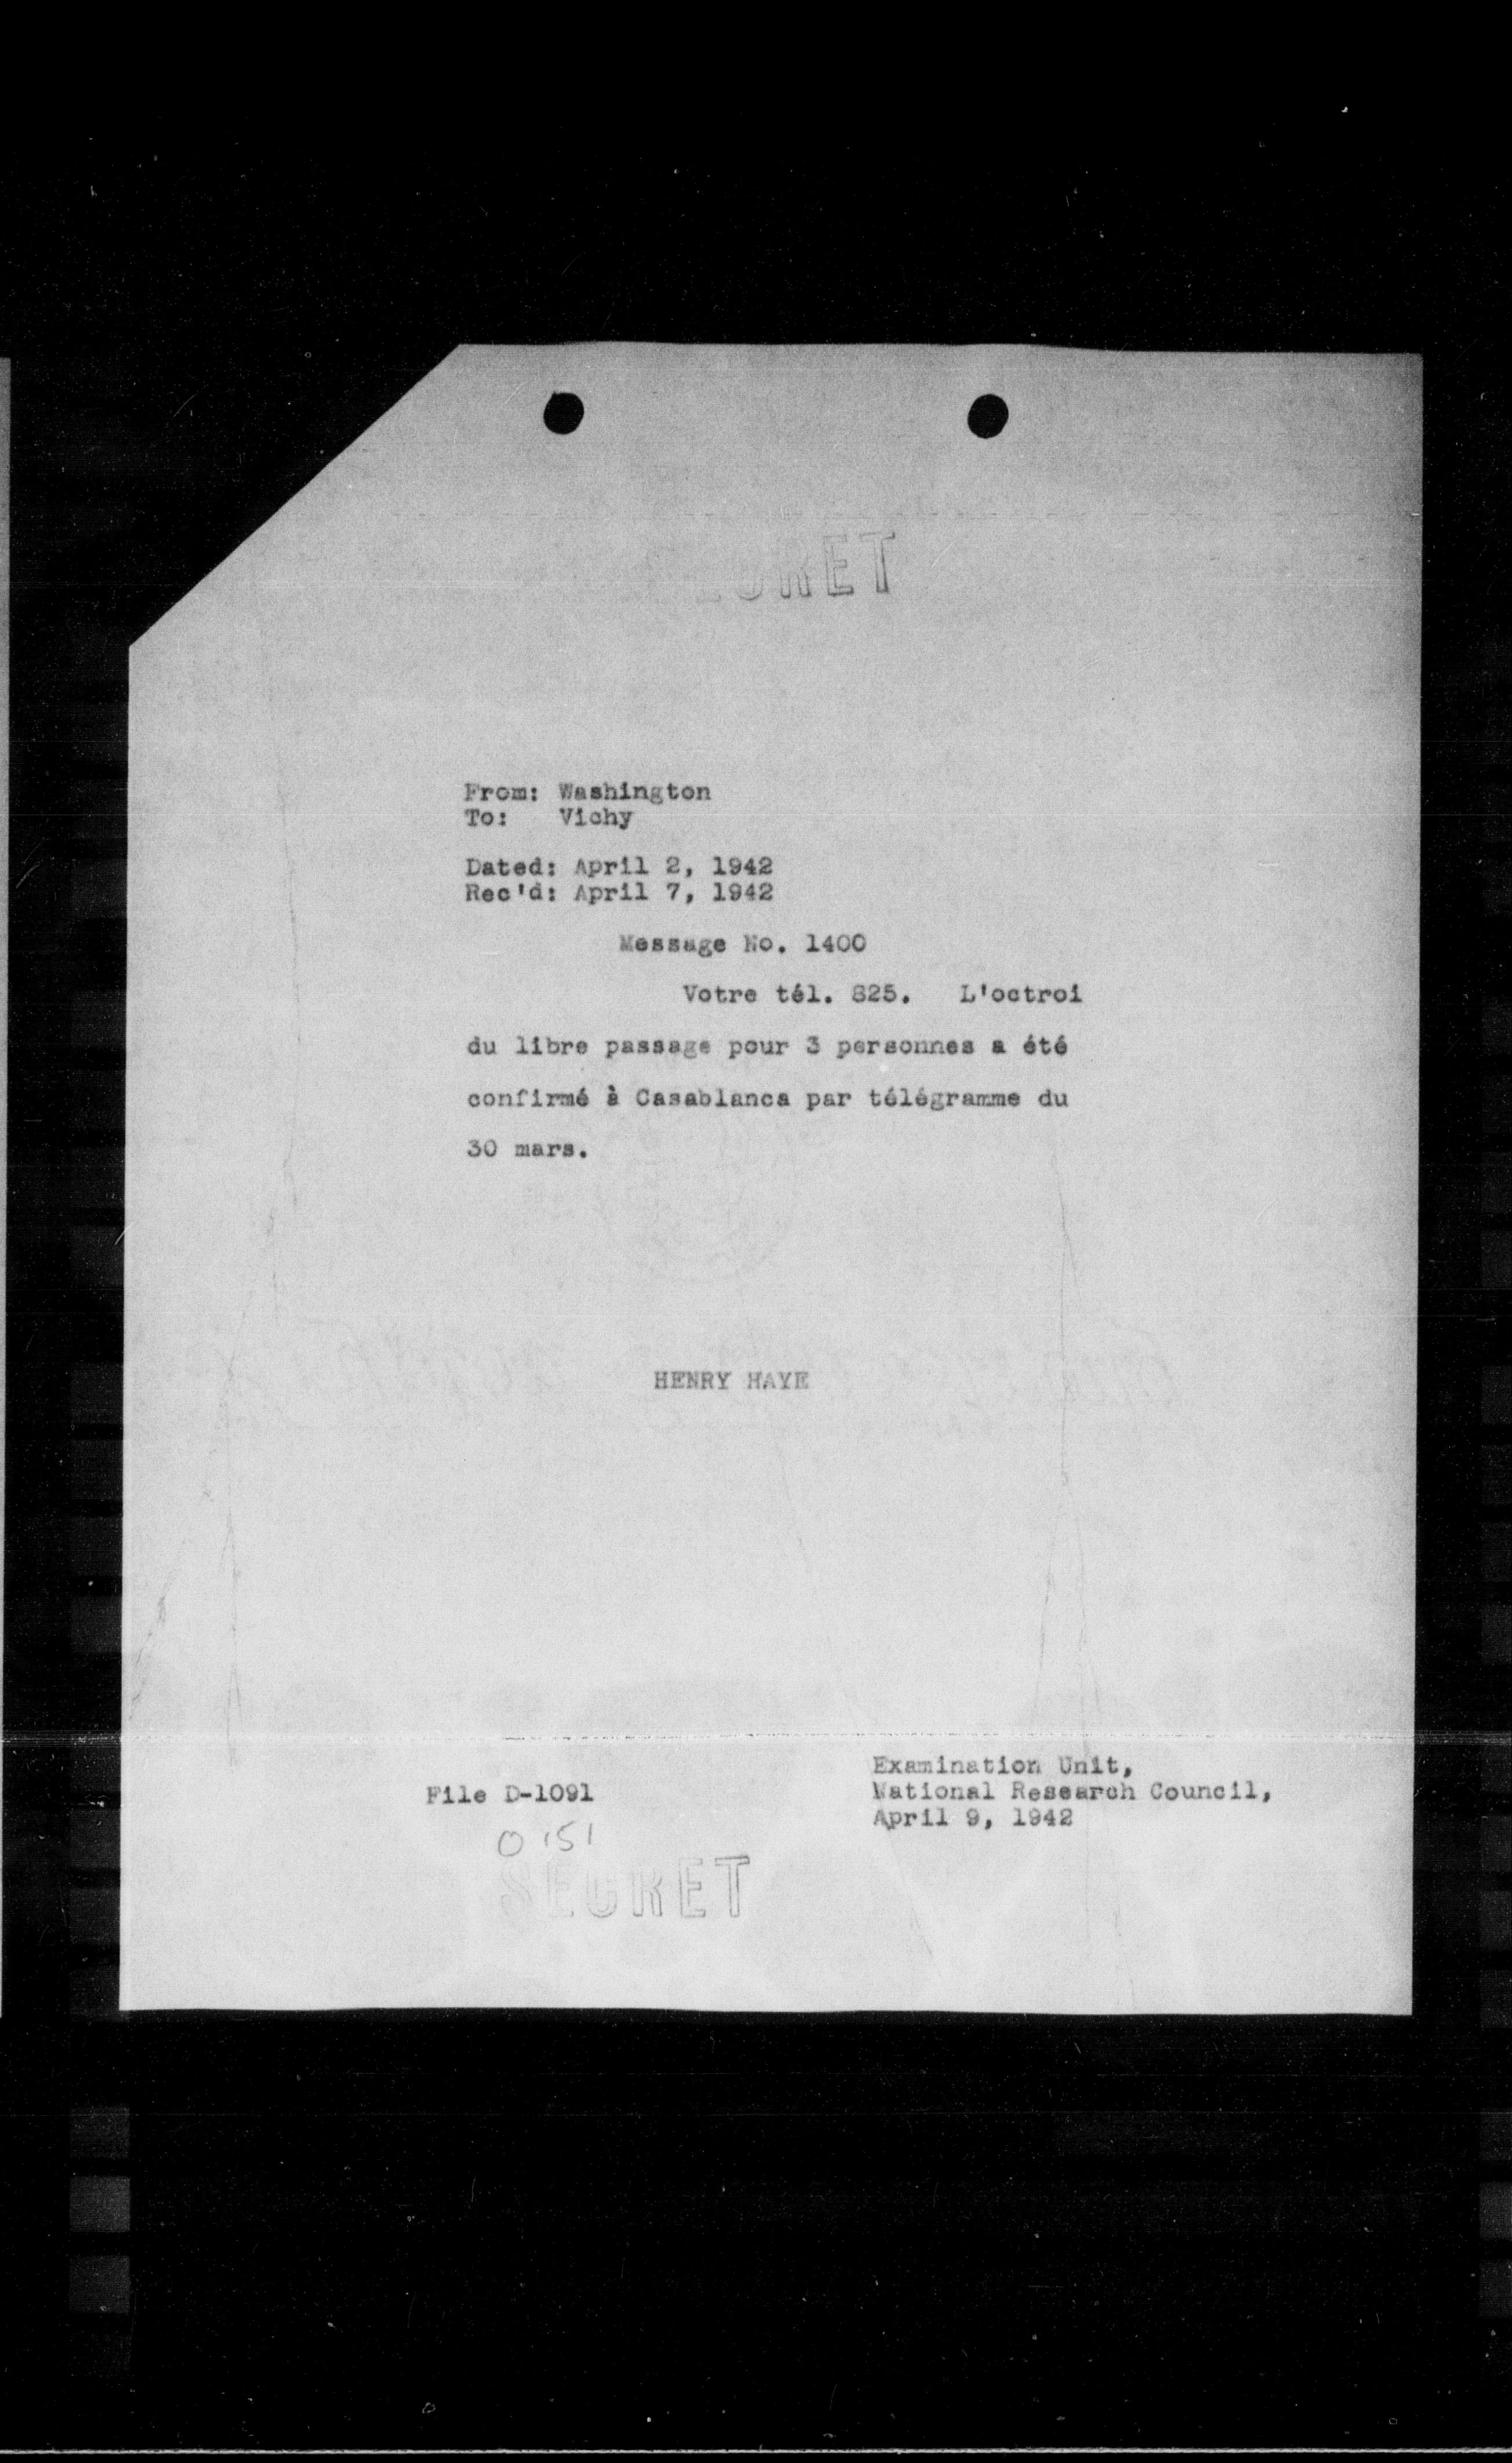 SECRET
From: Washington
To: Vichy
Dated: April 2, 1942
Rec'd: April 7, 1942
Message No. 1400
Votre tél. 825. L'octroi
du libre passage pour 3 personnes a été
confirmé à Casablanca par télégramme du
30 mars.
HENRY HAYE
Examination Unit,
File D-1091
National Research Council,
April 9, 1942
0151
SECRET